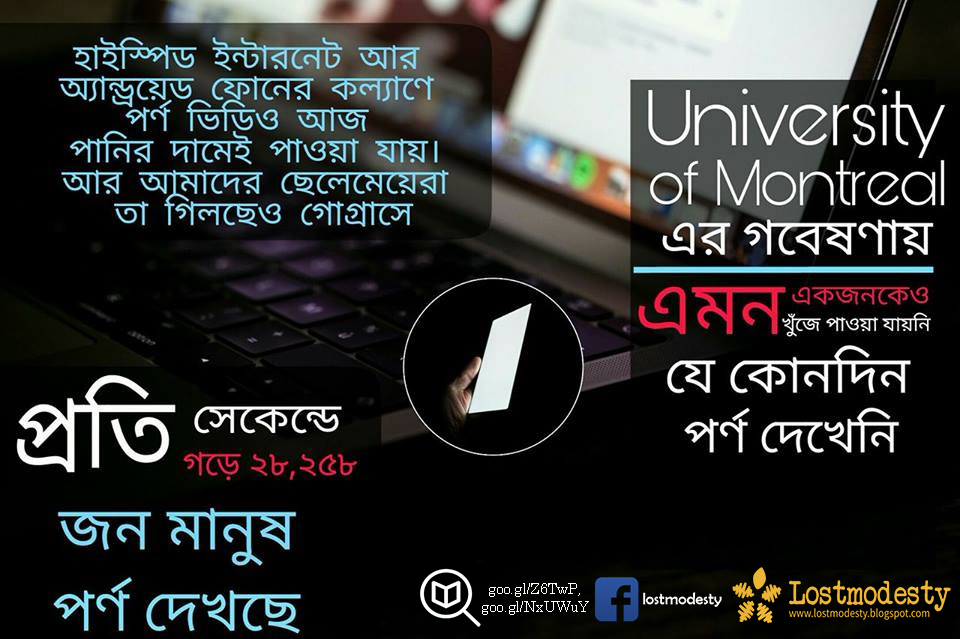 হাইস্পিড ইন্টারনেট আর
অ্যান্ড্রয়েড ফোনের কল্যাণে
পর্ণ ভিডিও আজ
পানির দামেই পাওয়া যায়।
আর আমাদের ছেলেমেয়েরা
তা গিলছেও গোগ্রাসে
University
of Montreal
এর গবেষণায়
এমন একজনকেও
খুঁজে পাওয়া যায়নি
যে কোনদিন
পর্ণ দেখেনি
প্রতি সেকেন্ডে
গড়ে ২৮,২৫৮
জন মানুষ
পর্ণ দেখছে
goo.gl/Z6TwP,
goo.gl/NxUWuY
lostmodesty
Lostmodesty
www.lostmodesty.blogspot.com